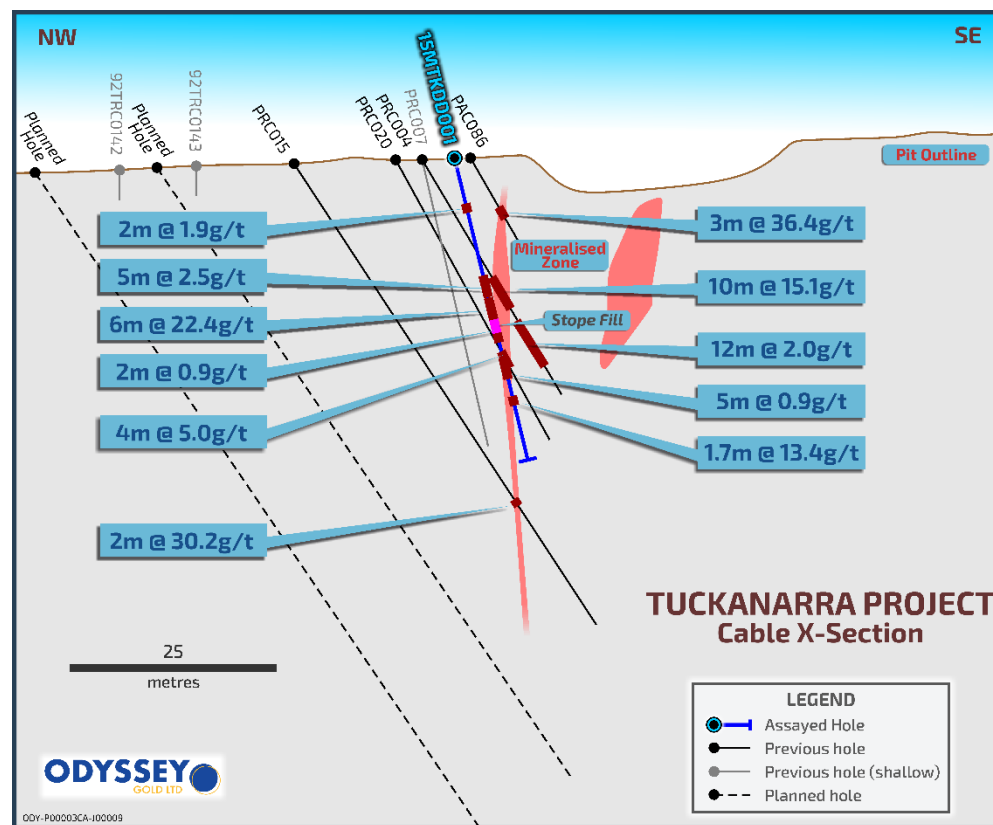 NW
SE
15MTKDD001
92TRC0142
92TRC0143
Planned
Hole
Planned
Hole
PRC015
PRC020
PRC004
PRC007
PAC086
Pit Outline
2m @ 1.9g/t
3m @ 36.4g/t
Mineralised
Zone
5m @ 2.5g/t
10m @ 15.1g/t
6m @ 22.4g/t
Stope Fill
12m @ 2.0g/t
2m @ 0.9g/t
5m @ 0.9g/t
4m @ 5.0g/t
1.7m @ 13.4g/t
2m @ 30.2g/t
TUCKANARRA PROJECT
Cable X-Section
25
metres
LEGEND
Assayed Hole
Previous hole
Previous hole (shallow)
Planned hole
ODYSSEY
GOLD LTD
ODY-P00003CA-J00009